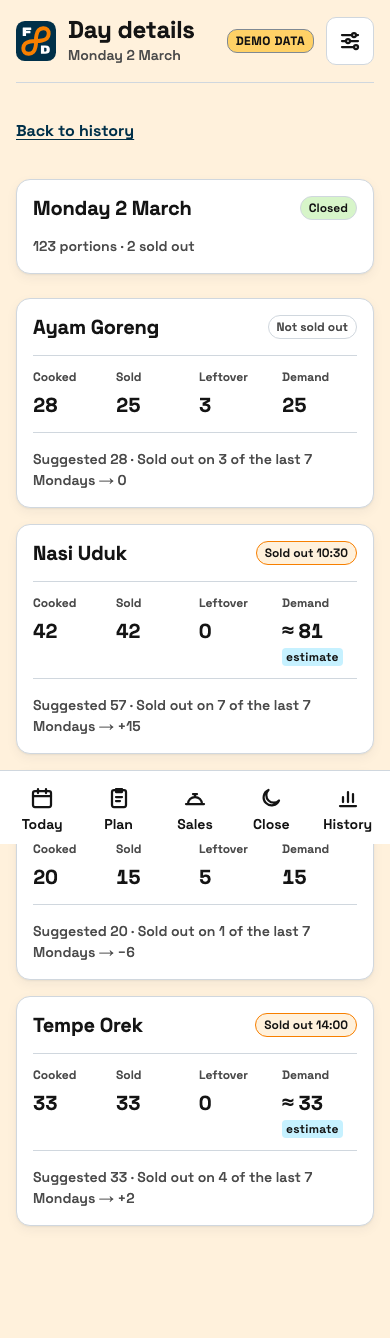 FD
Day details
Monday 2 March
DEMO DATA
Back to history
Monday 2 March
Closed
123 portions · 2 sold out
Ayam Goreng
Not sold out
Cooked Sold Leftover Demand
28 25 3 25
Suggested 28 · Sold out on 3 of the last 7
Mondays → 0
Nasi Uduk
Sold out 10:30
Cooked Sold Leftover Demand
42 42 0 ≈ 81
estimate
Suggested 57 · Sold out on 7 of the last 7
Mondays → +15
Today Plan Sales Close History
Cooked Sold Leftover Demand
20 15 5 15
Suggested 20 · Sold out on 1 of the last 7
Mondays → −6
Tempe Orek
Sold out 14:00
Cooked Sold Leftover Demand
33 33 0 ≈ 33
estimate
Suggested 33 · Sold out on 4 of the last 7
Mondays → +2